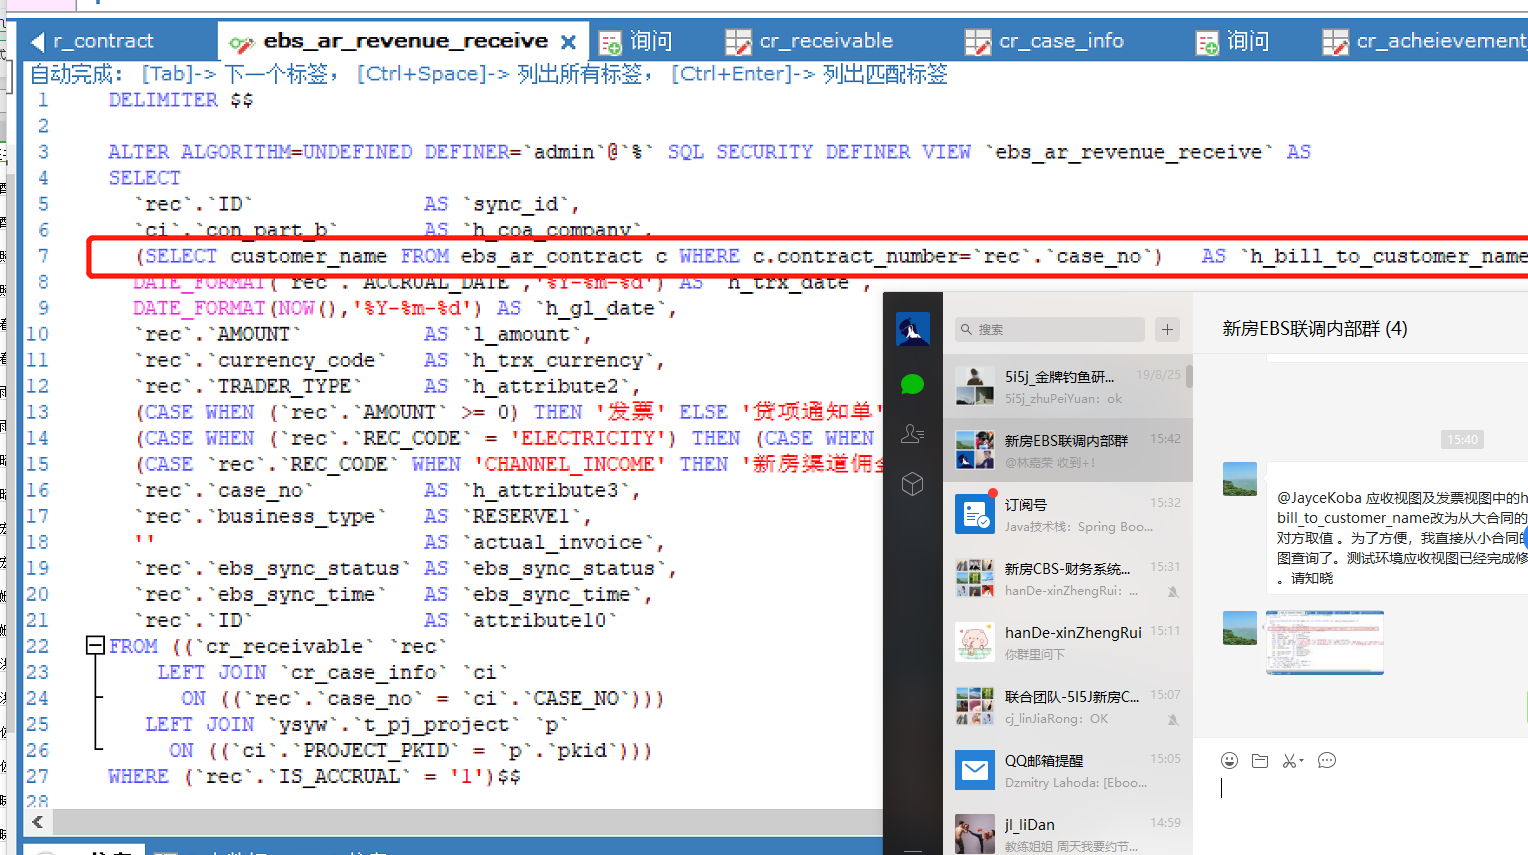 r_contract
ebs_ar_revenue_receive
询问
cr_receivable
cr_case_info
询问
cr_acheievement
自动完成: [Tab]-> 下一个标签, [Ctrl+Space]-> 列出所有标签, [Ctrl+Enter]-> 列出匹配标签
1 DELIMITER $$
2
3 ALTER ALGORITHM=UNDEFINED DEFINER=`admin`@`%` SQL SECURITY DEFINER VIEW `ebs_ar_revenue_receive` AS
4 SELECT
5 `rec`.`ID` AS `sync_id`,
6 `ci`.`con_part_b` AS `h_coa_company`,
7 (SELECT customer_name FROM ebs_ar_contract c WHERE c.contract_number=`rec`.`case_no`) AS `h_bill_to_customer_name
8 DATE_FORMAT(`rec`.`ACCRUAL_DATE`,'%Y-%m-%d') AS `h_trx_date`,
9 DATE_FORMAT(NOW(),'%Y-%m-%d') AS `h_gl_date`,
10 `rec`.`AMOUNT` AS `l_amount`,
11 `rec`.`currency_code` AS `h_trx_currency`,
12 `rec`.`TRADER_TYPE` AS `h_attribute2`,
13 (CASE WHEN (`rec`.`AMOUNT` >= 0) THEN '发票' ELSE '贷项通知单'
14 (CASE WHEN (`rec`.`REC_CODE` = 'ELECTRICITY') THEN (CASE WHEN
15 (CASE `rec`.`REC_CODE` WHEN 'CHANNEL_INCOME' THEN '新房渠道佣金
16 `rec`.`case_no` AS `h_attribute3`,
17 `rec`.`business_type` AS `RESERVE1`,
18 '' AS `actual_invoice`,
19 `rec`.`ebs_sync_status` AS `ebs_sync_status`,
20 `rec`.`ebs_sync_time` AS `ebs_sync_time`,
21 `rec`.`ID` AS `attribute10`
22 FROM ((`cr_receivable` `rec`
23 LEFT JOIN `cr_case_info` `ci`
24 ON ((`rec`.`case_no` = `ci`.`CASE_NO`)))
25 LEFT JOIN `ysyw`.`t_pj_project` `p`
26 ON ((`ci`.`PROJECT_PKID` = `p`.`pkid`)))
27 WHERE (`rec`.`IS_ACCRUAL` = '1')$$
28
搜索
5i5j_金牌钓鱼研... 19/8/25
5i5j_zhuPeiYuan: ok
新房EBS联调内部群 15:42
@林嘉荣 收到+!
订阅号 15:32
Java技术栈: Spring Boo...
新房CBS-财务系统... 15:31
hanDe-xinZhengRui: ...
hanDe-xinZhengRui 15:11
你群里问下
联合团队-5I5J新房C... 15:07
cj_linJiaRong: OK
QQ邮箱提醒 15:05
Dzmitry Lahoda: [Eboo...
jl_liDan 14:59
教练姐姐 周天我要约节...
新房EBS联调内部群 (4)
15:40
@JayceKoba 应收视图及发票视图中的h
bill_to_customer_name改为从大合同的
对方取值 。为了方便，我直接从小合同的
图查询了。测试环境应收视图已经完成修
。请知晓